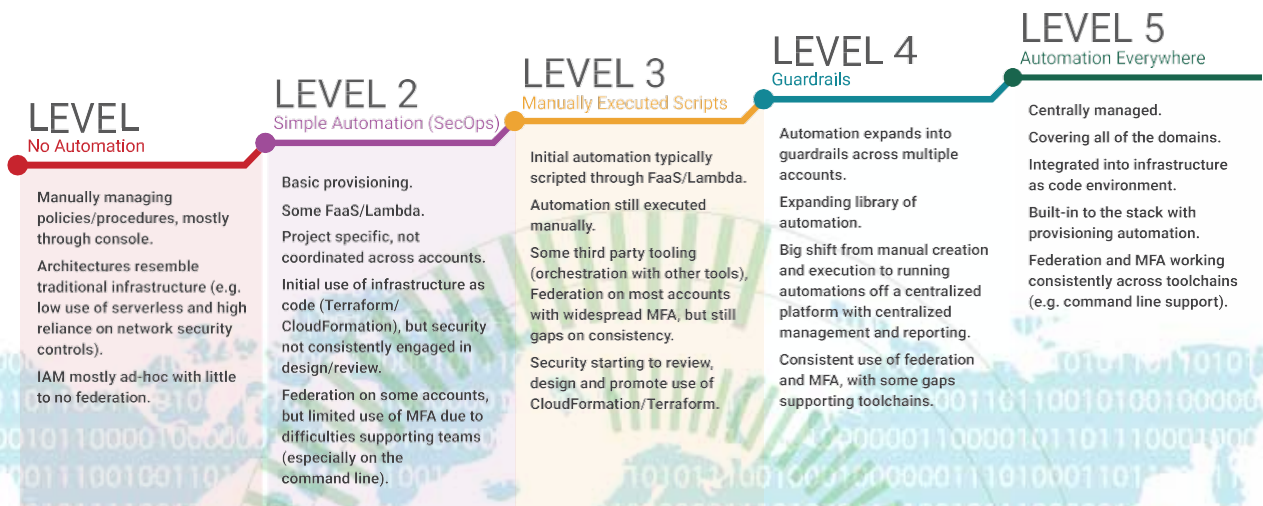 LEVEL
No Automation
Manually managing
policies/procedures, mostly
through console.
Architectures resemble
traditional infrastructure (e.g.
low use of serverless and high
reliance on network security
controls).
IAM mostly ad-hoc with little
to no federation.
LEVEL 2
Simple Automation (SecOps)
Basic provisioning.
Some FaaS/Lambda.
Project specific, not
coordinated across accounts.
Initial use of infrastructure as
code (Terraform/
CloudFormation), but security
not consistently engaged in
design/review.
Federation on some accounts,
but limited use of MFA due to
difficulties supporting teams
(especially on the
command line).
LEVEL 3
Manually Executed Scripts
Initial automation typically
scripted through FaaS/Lambda.
Automation still executed
manually.
Some third party tooling
(orchestration with other tools),
Federation on most accounts
with widespread MFA, but still
gaps on consistency.
Security starting to review,
design and promote use of
CloudFormation/Terraform.
LEVEL 4
Guardrails
Automation expands into
guardrails across multiple
accounts.
Expanding library of
automation.
Big shift from manual creation
and execution to running
automations off a centralized
platform with centralized
management and reporting.
Consistent use of federation
and MFA, with some gaps
supporting toolchains.
LEVEL 5
Automation Everywhere
Centrally managed.
Covering all of the domains.
Integrated into infrastructure
as code environment.
Built-in to the stack with
provisioning automation.
Federation and MFA working
consistently across toolchains
(e.g. command line support).